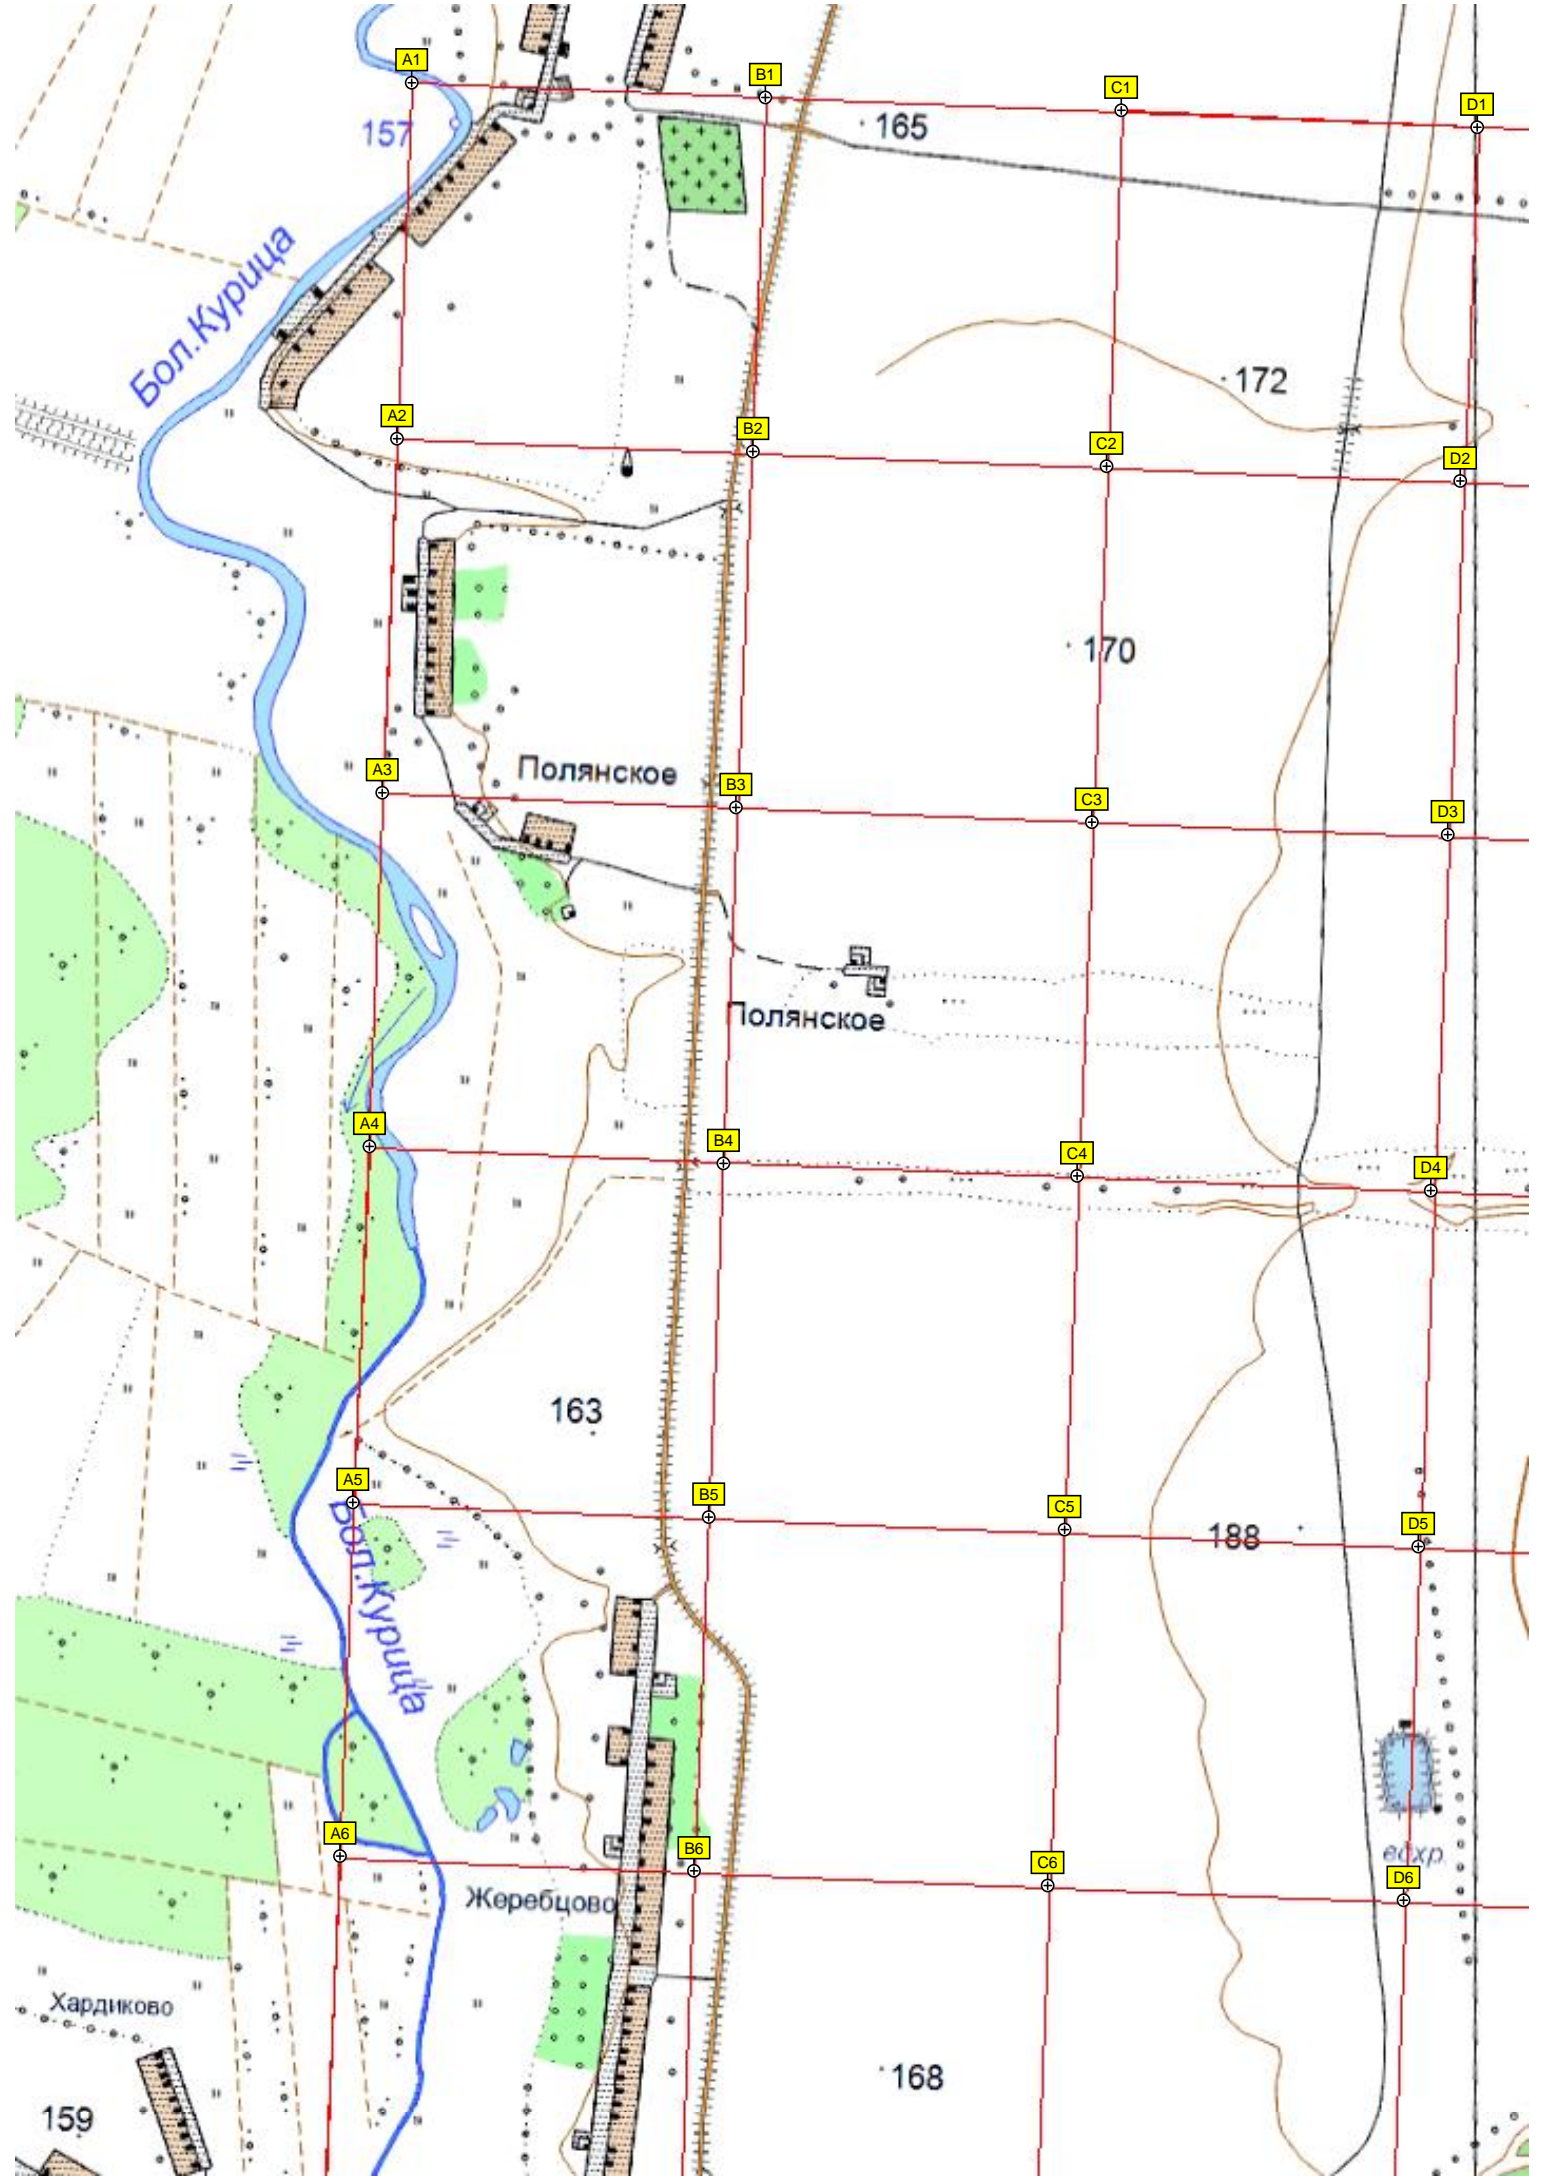 A1
B1
C1
D1
157
165
Бол.Курица
172
A2
B2
C2
D2
170
Полянское
A3
B3
C3
D3
Полянское
A4
B4
C4
D4
163
A5
B5
C5
D5
188
Бол.Курица
вдхр.
A6
B6
C6
D6
Жеребцово
Хардиково
168
159